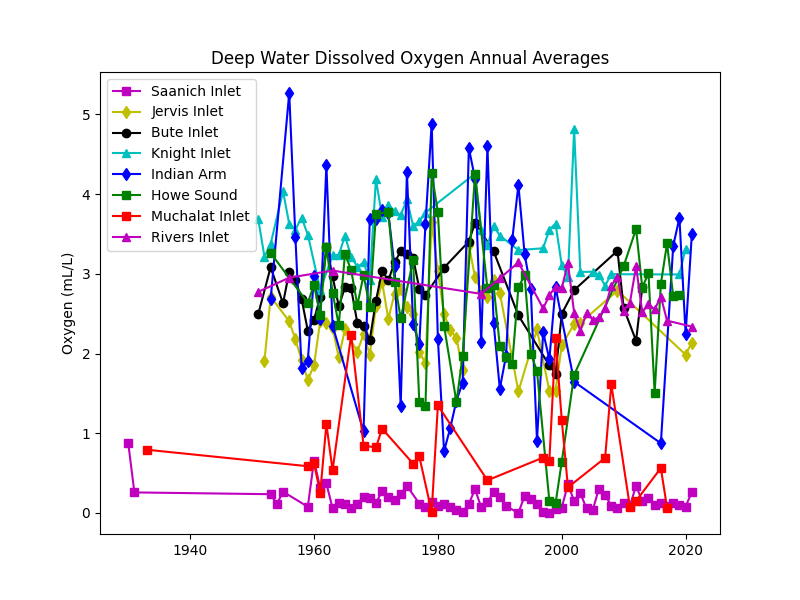 Deep Water Dissolved Oxygen Annual Averages
Saanich Inlet
Jervis Inlet
Bute Inlet
Knight Inlet
Indian Arm
Howe Sound
Muchalat Inlet
Rivers Inlet
Oxygen (mL/L)
5
4
3
2
1
0
1940
1960
1980
2000
2020